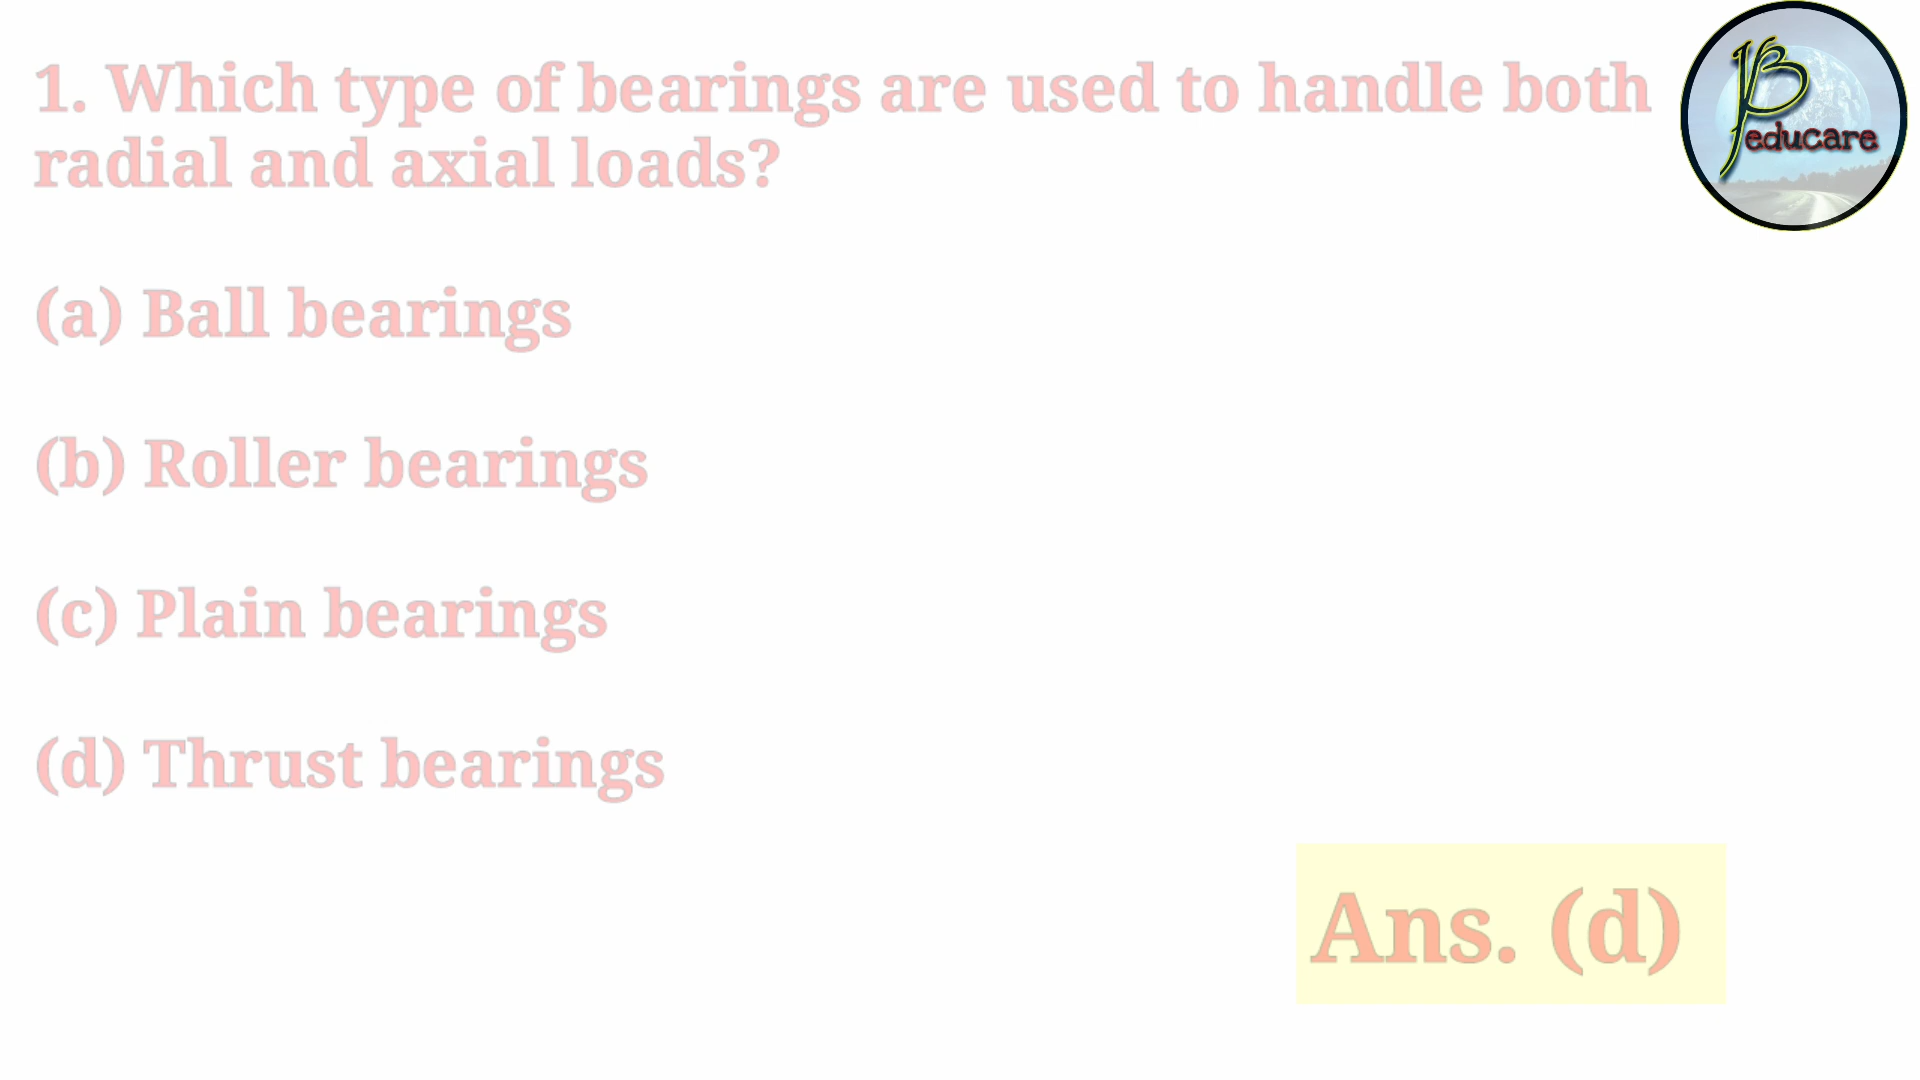 1. Which type of bearings are used to handle both
radial and axial loads?
(a) Ball bearings
(b) Roller bearings
(c) Plain bearings
(d) Thrust bearings
Ans. (d)
educare